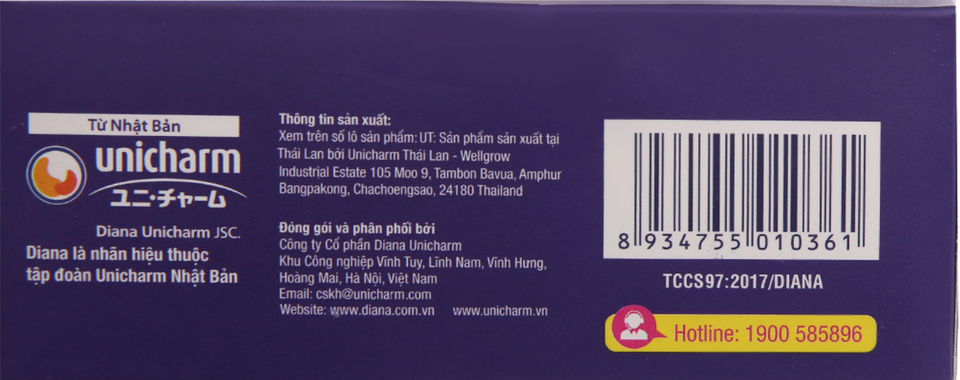 Từ Nhật Bản
unicharm
ユニ・チャーム
Diana Unicharm JSC.
Diana là nhãn hiệu thuộc
tập đoàn Unicharm Nhật Bản
Thông tin sản xuất:
Xem trên số lô sản phẩm: UT: Sản phẩm sản xuất tại
Thái Lan bởi Unicharm Thái Lan - Wellgrow
Industrial Estate 105 Moo 9, Tambon Bavua, Amphur
Bangpakong, Chachoengsao, 24180 Thailand
Đóng gói và phân phối bởi
Công ty Cổ phần Diana Unicharm
Khu Công nghiệp Vĩnh Tuy, Lĩnh Nam, Vĩnh Hưng,
Hoàng Mai, Hà Nội, Việt Nam
Email: cskh@unicharm.com
Website: www.diana.com.vn www.unicharm.vn
8 934755 010361
TCCS97:2017/DIANA
Hotline: 1900 585896